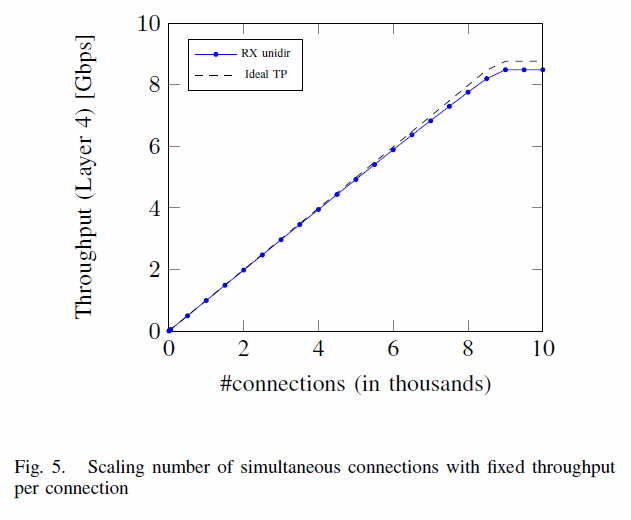 10
8
6
4
2
0
Throughput (Layer 4) [Gbps]
RX unidir
Ideal TP
0 2 4 6 8 10
#connections (in thousands)
Fig. 5. Scaling number of simultaneous connections with fixed throughput
per connection